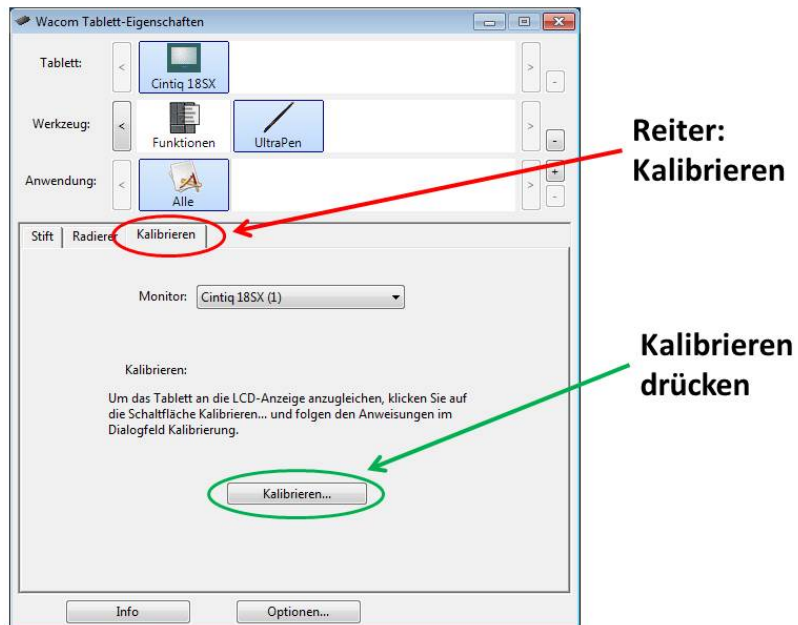 Wacom Tablett-Eigenschaften
Tablett:
<
Cintiq 18SX
>
-
Werkzeug:
<
Funktionen
UltraPen
>
-
Anwendung:
<
Alle
>
+
-
Reiter:
Kalibrieren
Stift
Radierer
Kalibrieren
Monitor:
Cintiq 18SX (1)
Kalibrieren
drücken
Kalibrieren:
Um das Tablett an die LCD-Anzeige anzugleichen, klicken Sie auf
die Schaltfläche Kalibrieren... und folgen den Anweisungen im
Dialogfeld Kalibrierung.
Kalibrieren...
Info
Optionen...